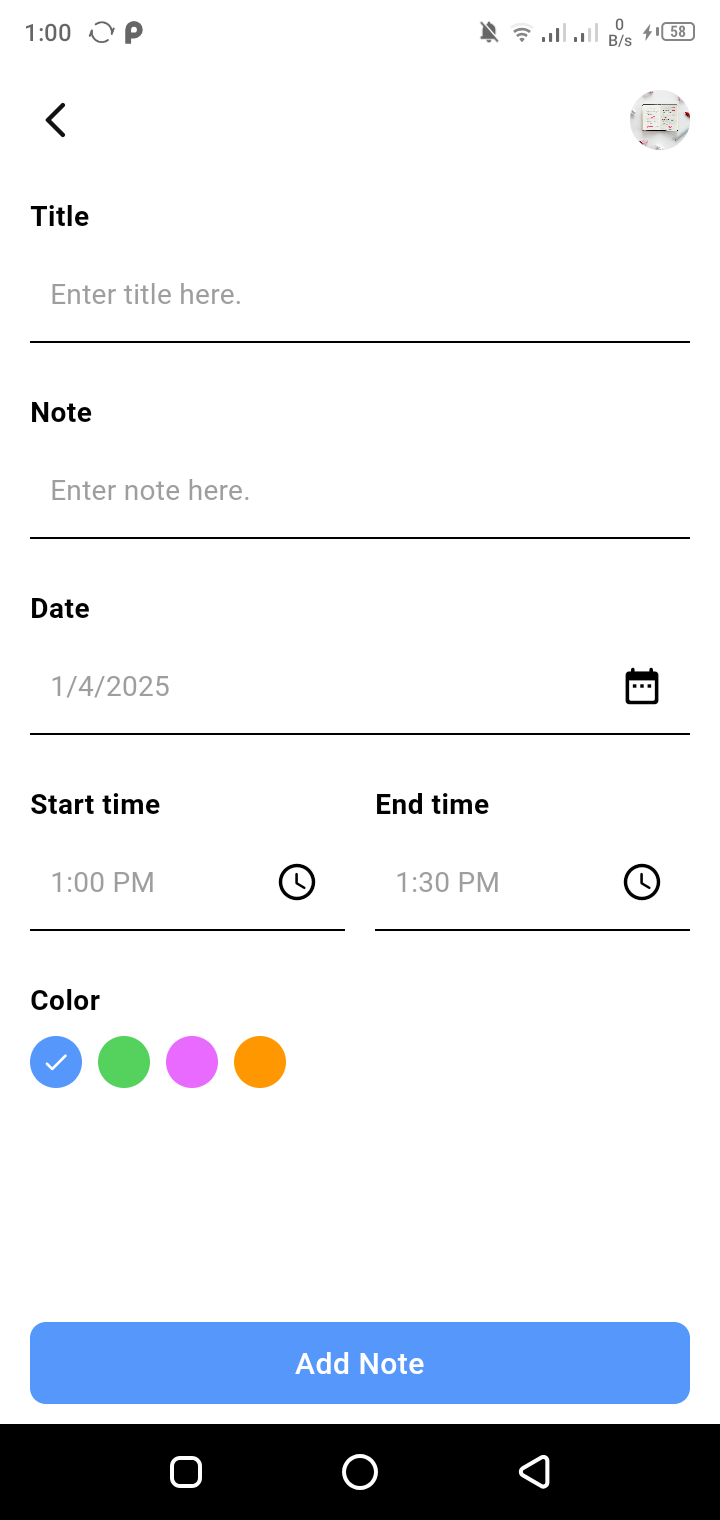 1:00
0
B/s
58
Title
Enter title here.
Note
Enter note here.
Date
1/4/2025
Start time
End time
1:00 PM
1:30 PM
Color
Add Note